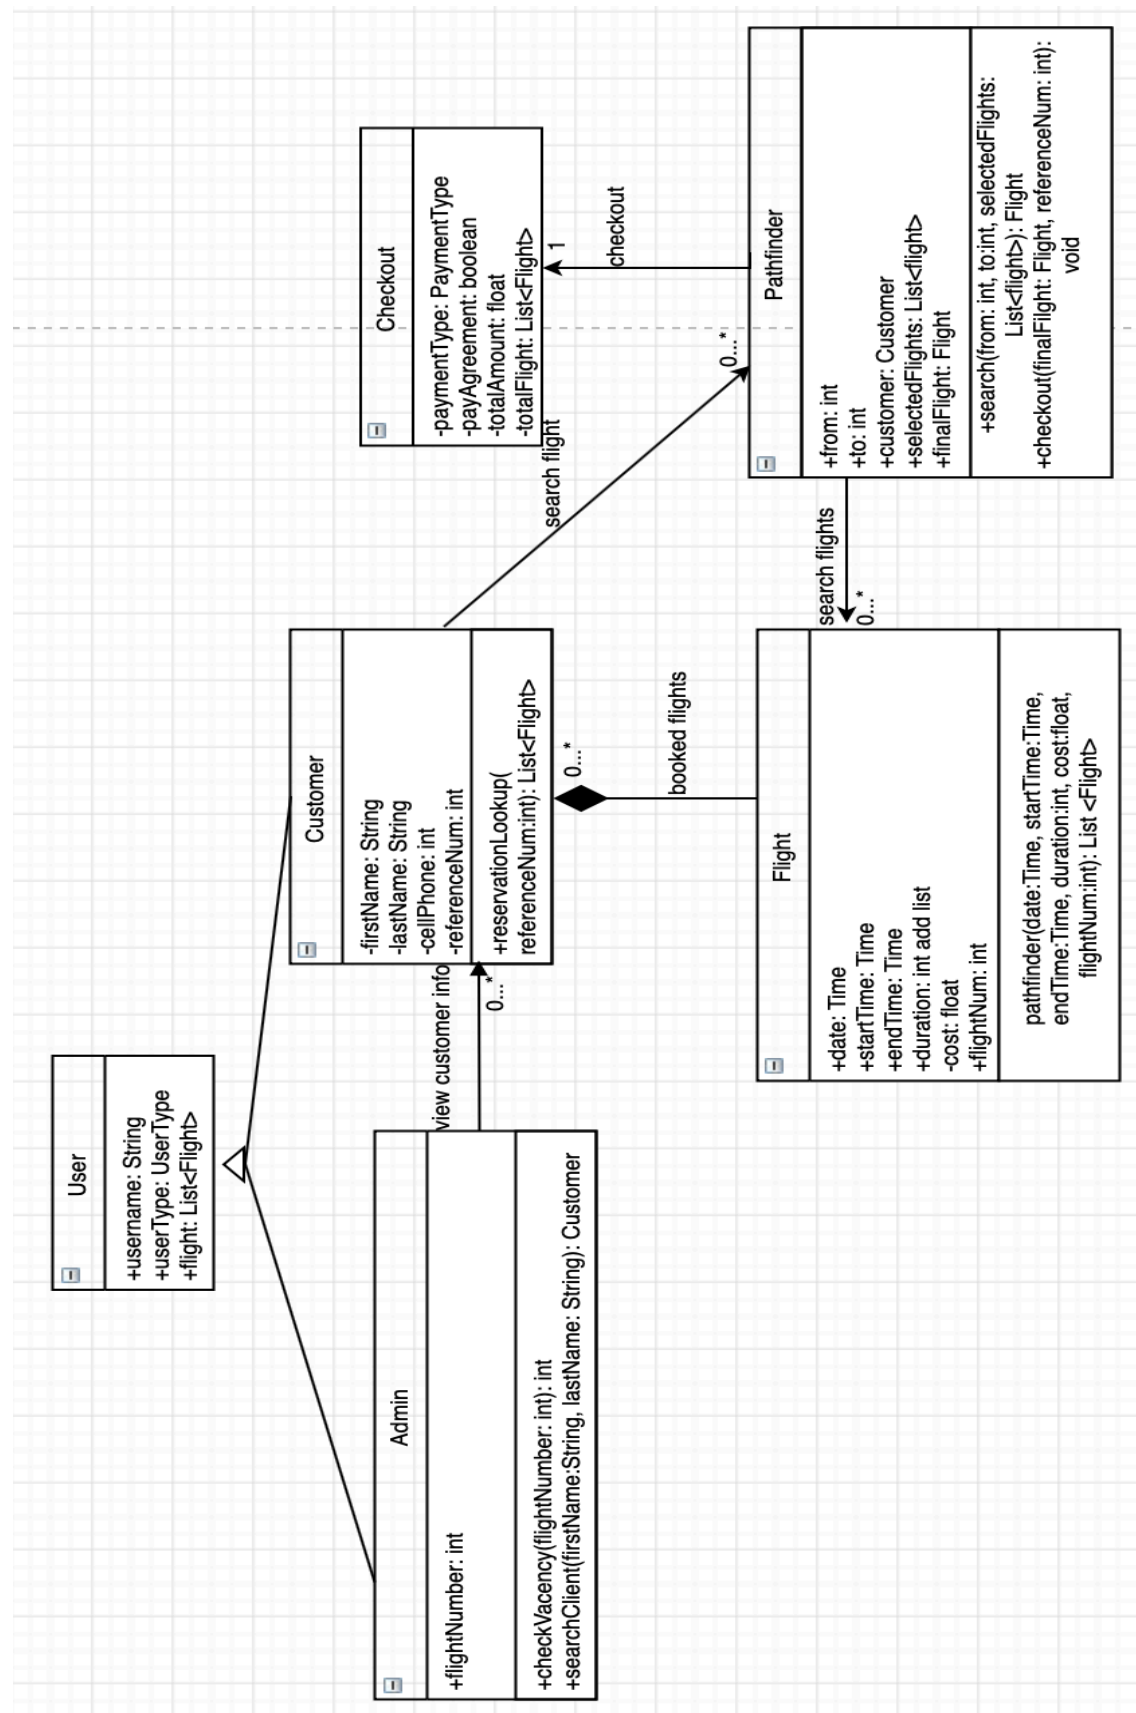 User
+username: String
+userType: UserType
+flight: List<Flight>
Admin
+flightNumber: int
+checkVacency(flightNumber: int): int
+searchClient(firstName:String, lastName: String): Customer
view customer info
0...*
Customer
-firstName: String
-lastName: String
-cellPhone: int
-referenceNum: int
+reservationLookup(
referenceNum:int): List<Flight>
0...*
booked flights
search flight
0...*
Checkout
-paymentType: PaymentType
-payAgreement: boolean
-totalAmount: float
-totalFlight: List<Flight>
1
checkout
Flight
+date: Time
+startTime: Time
+endTime: Time
+duration: int add list
-cost: float
+flightNum: int
pathfinder(date:Time, startTime:Time,
endTime:Time, duration:int, cost:float,
flightNum:int): List <Flight>
search flights
0...*
Pathfinder
+from: int
+to: int
+customer: Customer
+selectedFlights: List<flight>
+finalFlight: Flight
+search(from: int, to:int, selectedFlights:
List<flight>): Flight
+checkout(finalFilght: Flight, referenceNum: int):
void